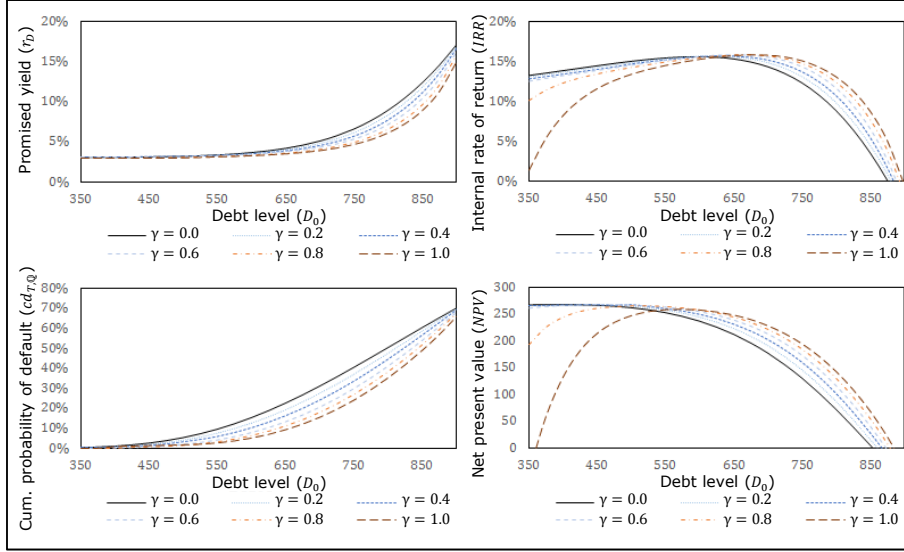 Promised yield (r_D)
20%
15%
10%
5%
0%
350 450 550 650 750 850
Debt level (D_0)
γ = 0.0 γ = 0.2 γ = 0.4
γ = 0.6 γ = 0.8 γ = 1.0
Internal rate of return (IRR)
20%
15%
10%
5%
0%
350 450 550 650 750 850
Debt level (D_0)
γ = 0.0 γ = 0.2 γ = 0.4
γ = 0.6 γ = 0.8 γ = 1.0
Cum. probability of default (cd_{T,ℚ})
80%
70%
60%
50%
40%
30%
20%
10%
0%
350 450 550 650 750 850
Debt level (D_0)
γ = 0.0 γ = 0.2 γ = 0.4
γ = 0.6 γ = 0.8 γ = 1.0
Net present value (NPV)
300
250
200
150
100
50
0
350 450 550 650 750 850
Debt level (D_0)
γ = 0.0 γ = 0.2 γ = 0.4
γ = 0.6 γ = 0.8 γ = 1.0